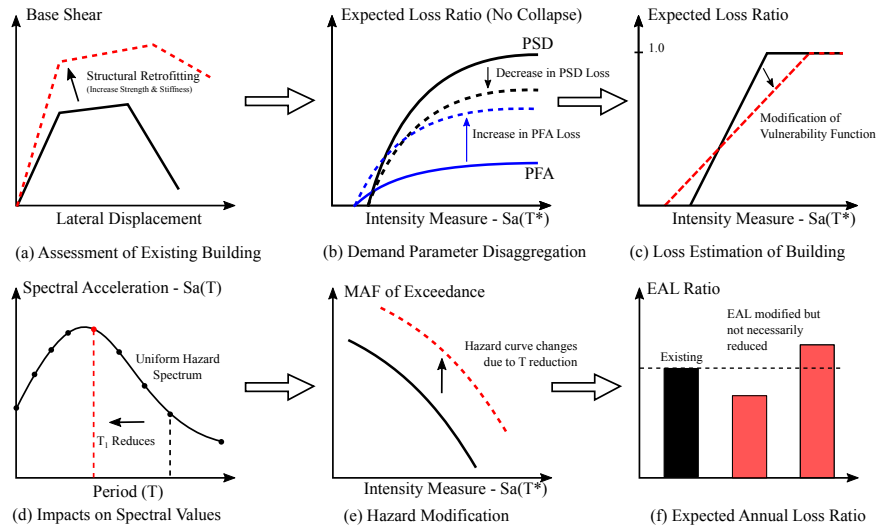 Base Shear
Structural Retrofitting
(Increase Strength & Stiffness)
Lateral Displacement
(a) Assessment of Existing Building
Expected Loss Ratio (No Collapse)
PSD
Decrease in PSD Loss
Increase in PFA Loss
PFA
Intensity Measure - Sa(T*)
(b) Demand Parameter Disaggregation
Expected Loss Ratio
1.0
Modification of
Vulnerability Function
Intensity Measure - Sa(T*)
(c) Loss Estimation of Building
Spectral Acceleration - Sa(T)
Uniform Hazard
Spectrum
T₁ Reduces
Period (T)
(d) Impacts on Spectral Values
MAF of Exceedance
Hazard curve changes
due to T reduction
Intensity Measure - Sa(T*)
(e) Hazard Modification
EAL Ratio
EAL modified but
not necessarily
reduced
Existing
(f) Expected Annual Loss Ratio